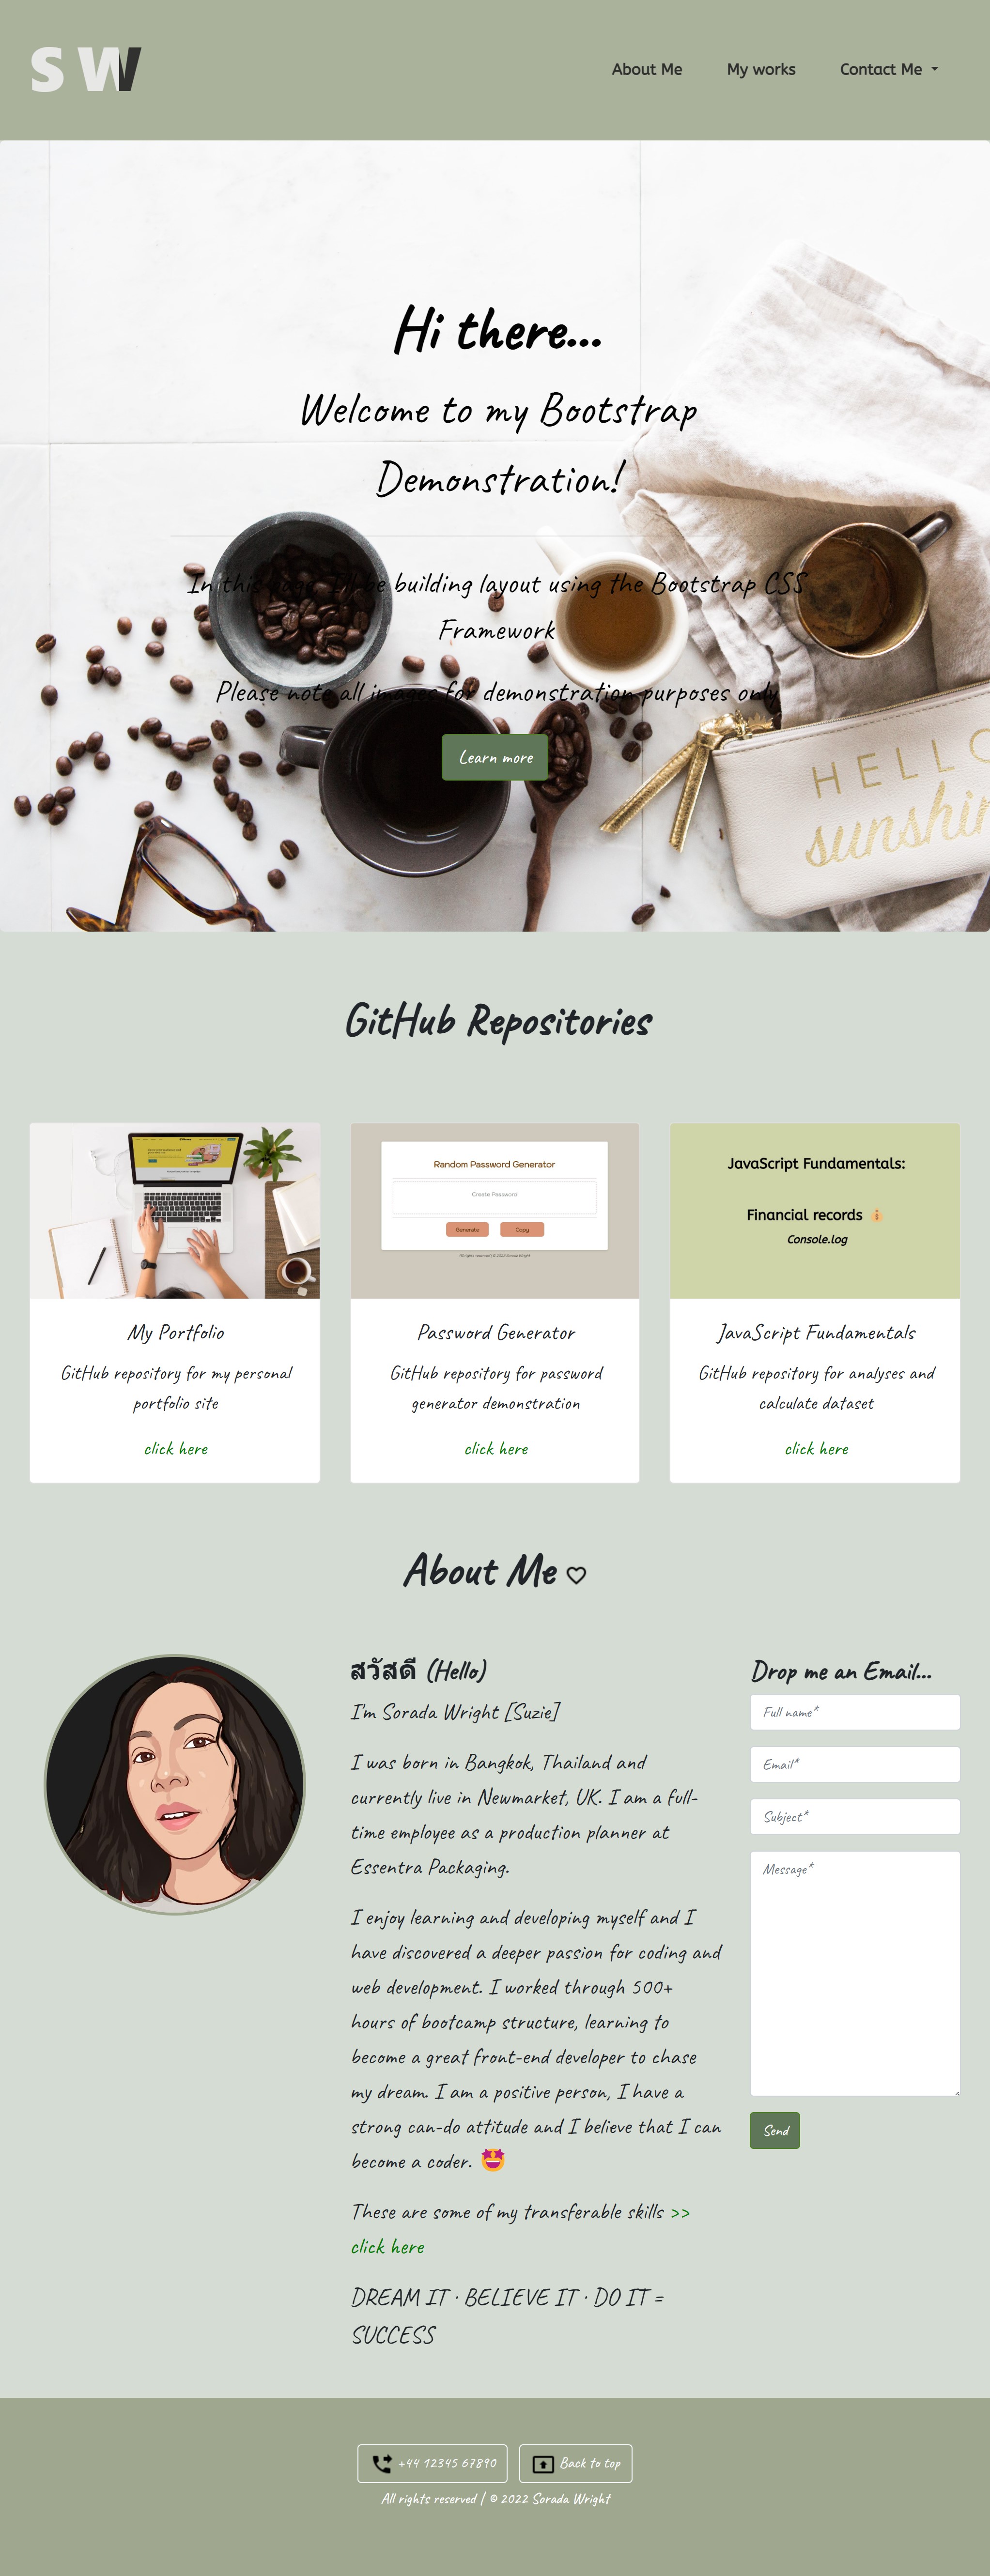 S W
About Me
My works
Contact Me
Hi there...
Welcome to my Bootstrap
Demonstration!
In this page, I'll be building layout using the Bootstrap CSS
Framework
Please note all images for demonstration purposes only
Learn more
HELLO
sunshin
GitHub Repositories
Random Password Generator
Create Password
Generate
Copy
JavaScript Fundamentals:
Financial records
Console.log
My Portfolio
GitHub repository for my personal
portfolio site
click here
Password Generator
GitHub repository for password
generator demonstration
click here
JavaScript Fundamentals
GitHub repository for analyses and
calculate dataset
click here
About Me
สวัสดี (Hello)
I'm Sorada Wright [Suzie]
I was born in Bangkok, Thailand and
currently live in Newmarket, UK. I am a full-
time employee as a production planner at
Essentra Packaging.
I enjoy learning and developing myself and I
have discovered a deeper passion for coding and
web development. I worked through 500+
hours of bootcamp structure, learning to
become a great front-end developer to chase
my dream. I am a positive person, I have a
strong can-do attitude and I believe that I can
become a coder. 🤩
These are some of my transferable skills >>
click here
DREAM IT · BELIEVE IT · DO IT =
SUCCESS
Drop me an Email...
Full name*
Email*
Subject*
Message*
Send
+44 12345 67890
Back to top
All rights reserved | © 2022 Sorada Wright